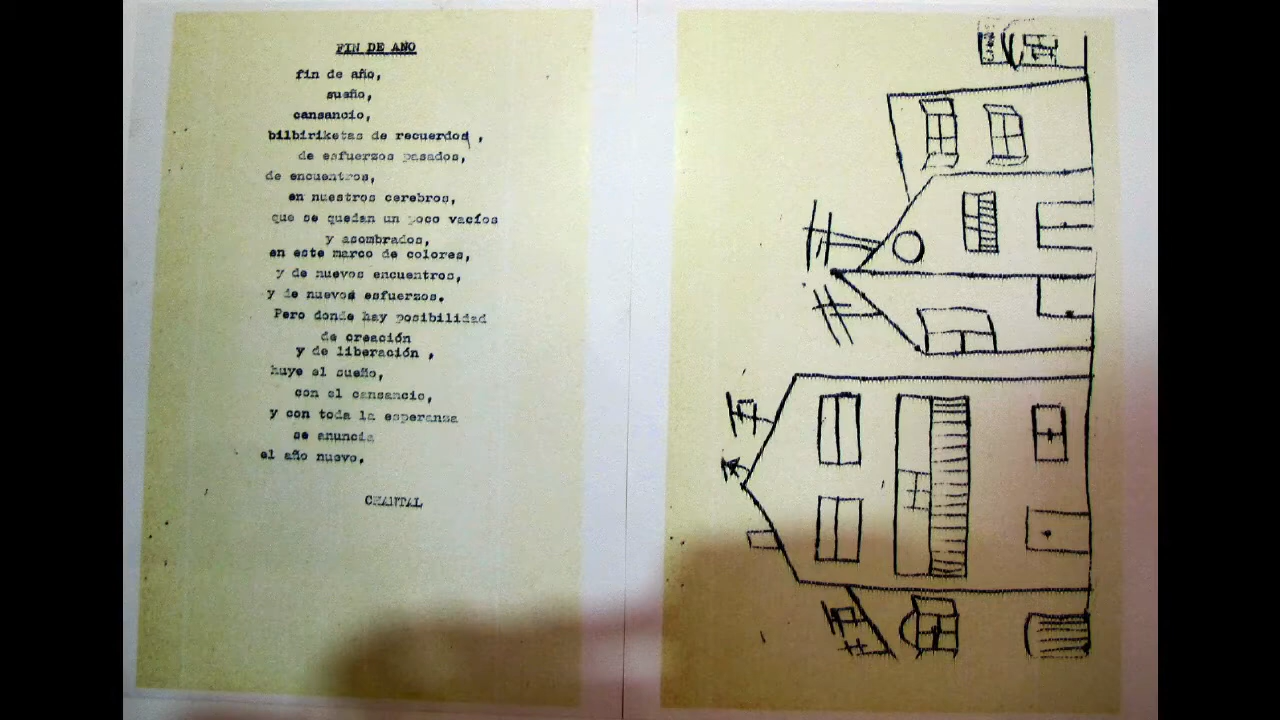 FIN DE AÑO
fin de año,
sueño,
cansancio,
bilbiriketas de recuerdos,
de esfuerzos pasados,
de encuentros,
en nuestros cerebros,
que se quedan un poco vacíos
y asombrados,
en este marco de colores,
y de nuevos encuentros,
y de nuevos esfuerzos.
Pero donde hay posibilidad
de creación
y de liberación,
huye el sueño,
con el cansancio,
y con toda la esperanza
se anuncia
el año nuevo.
CHANTAL